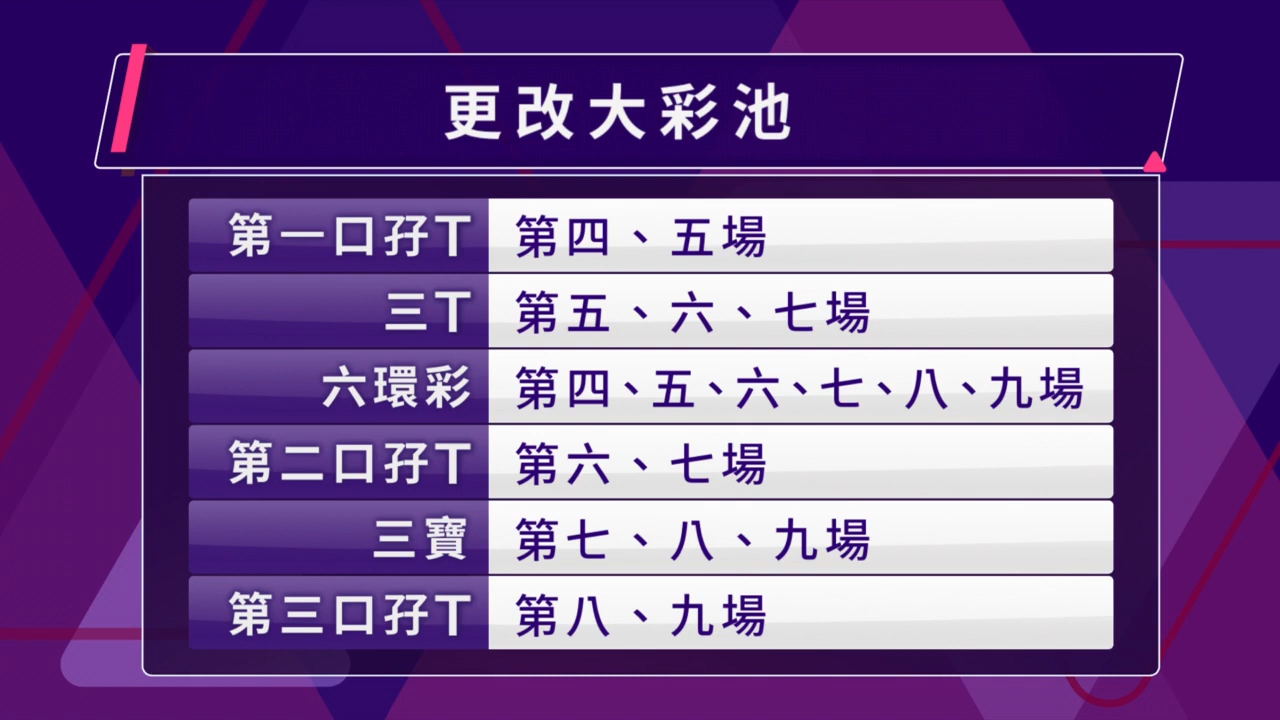 更改大彩池
第一口孖T 第四、五場
三T 第五、六、七場
六環彩 第四、五、六、七、八、九場
第二口孖T 第六、七場
三寶 第七、八、九場
第三口孖T 第八、九場